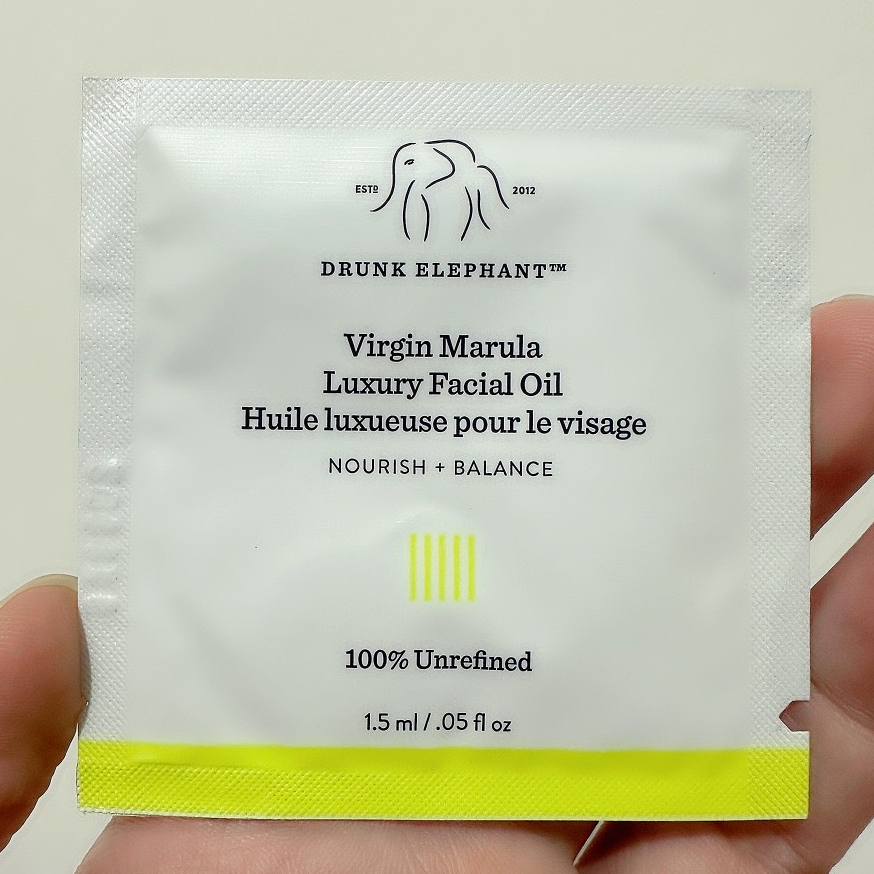 ESTD 2012
DRUNK ELEPHANT™
Virgin Marula
Luxury Facial Oil
Huile luxueuse pour le visage
NOURISH + BALANCE
100% Unrefined
1.5 ml / .05 fl oz